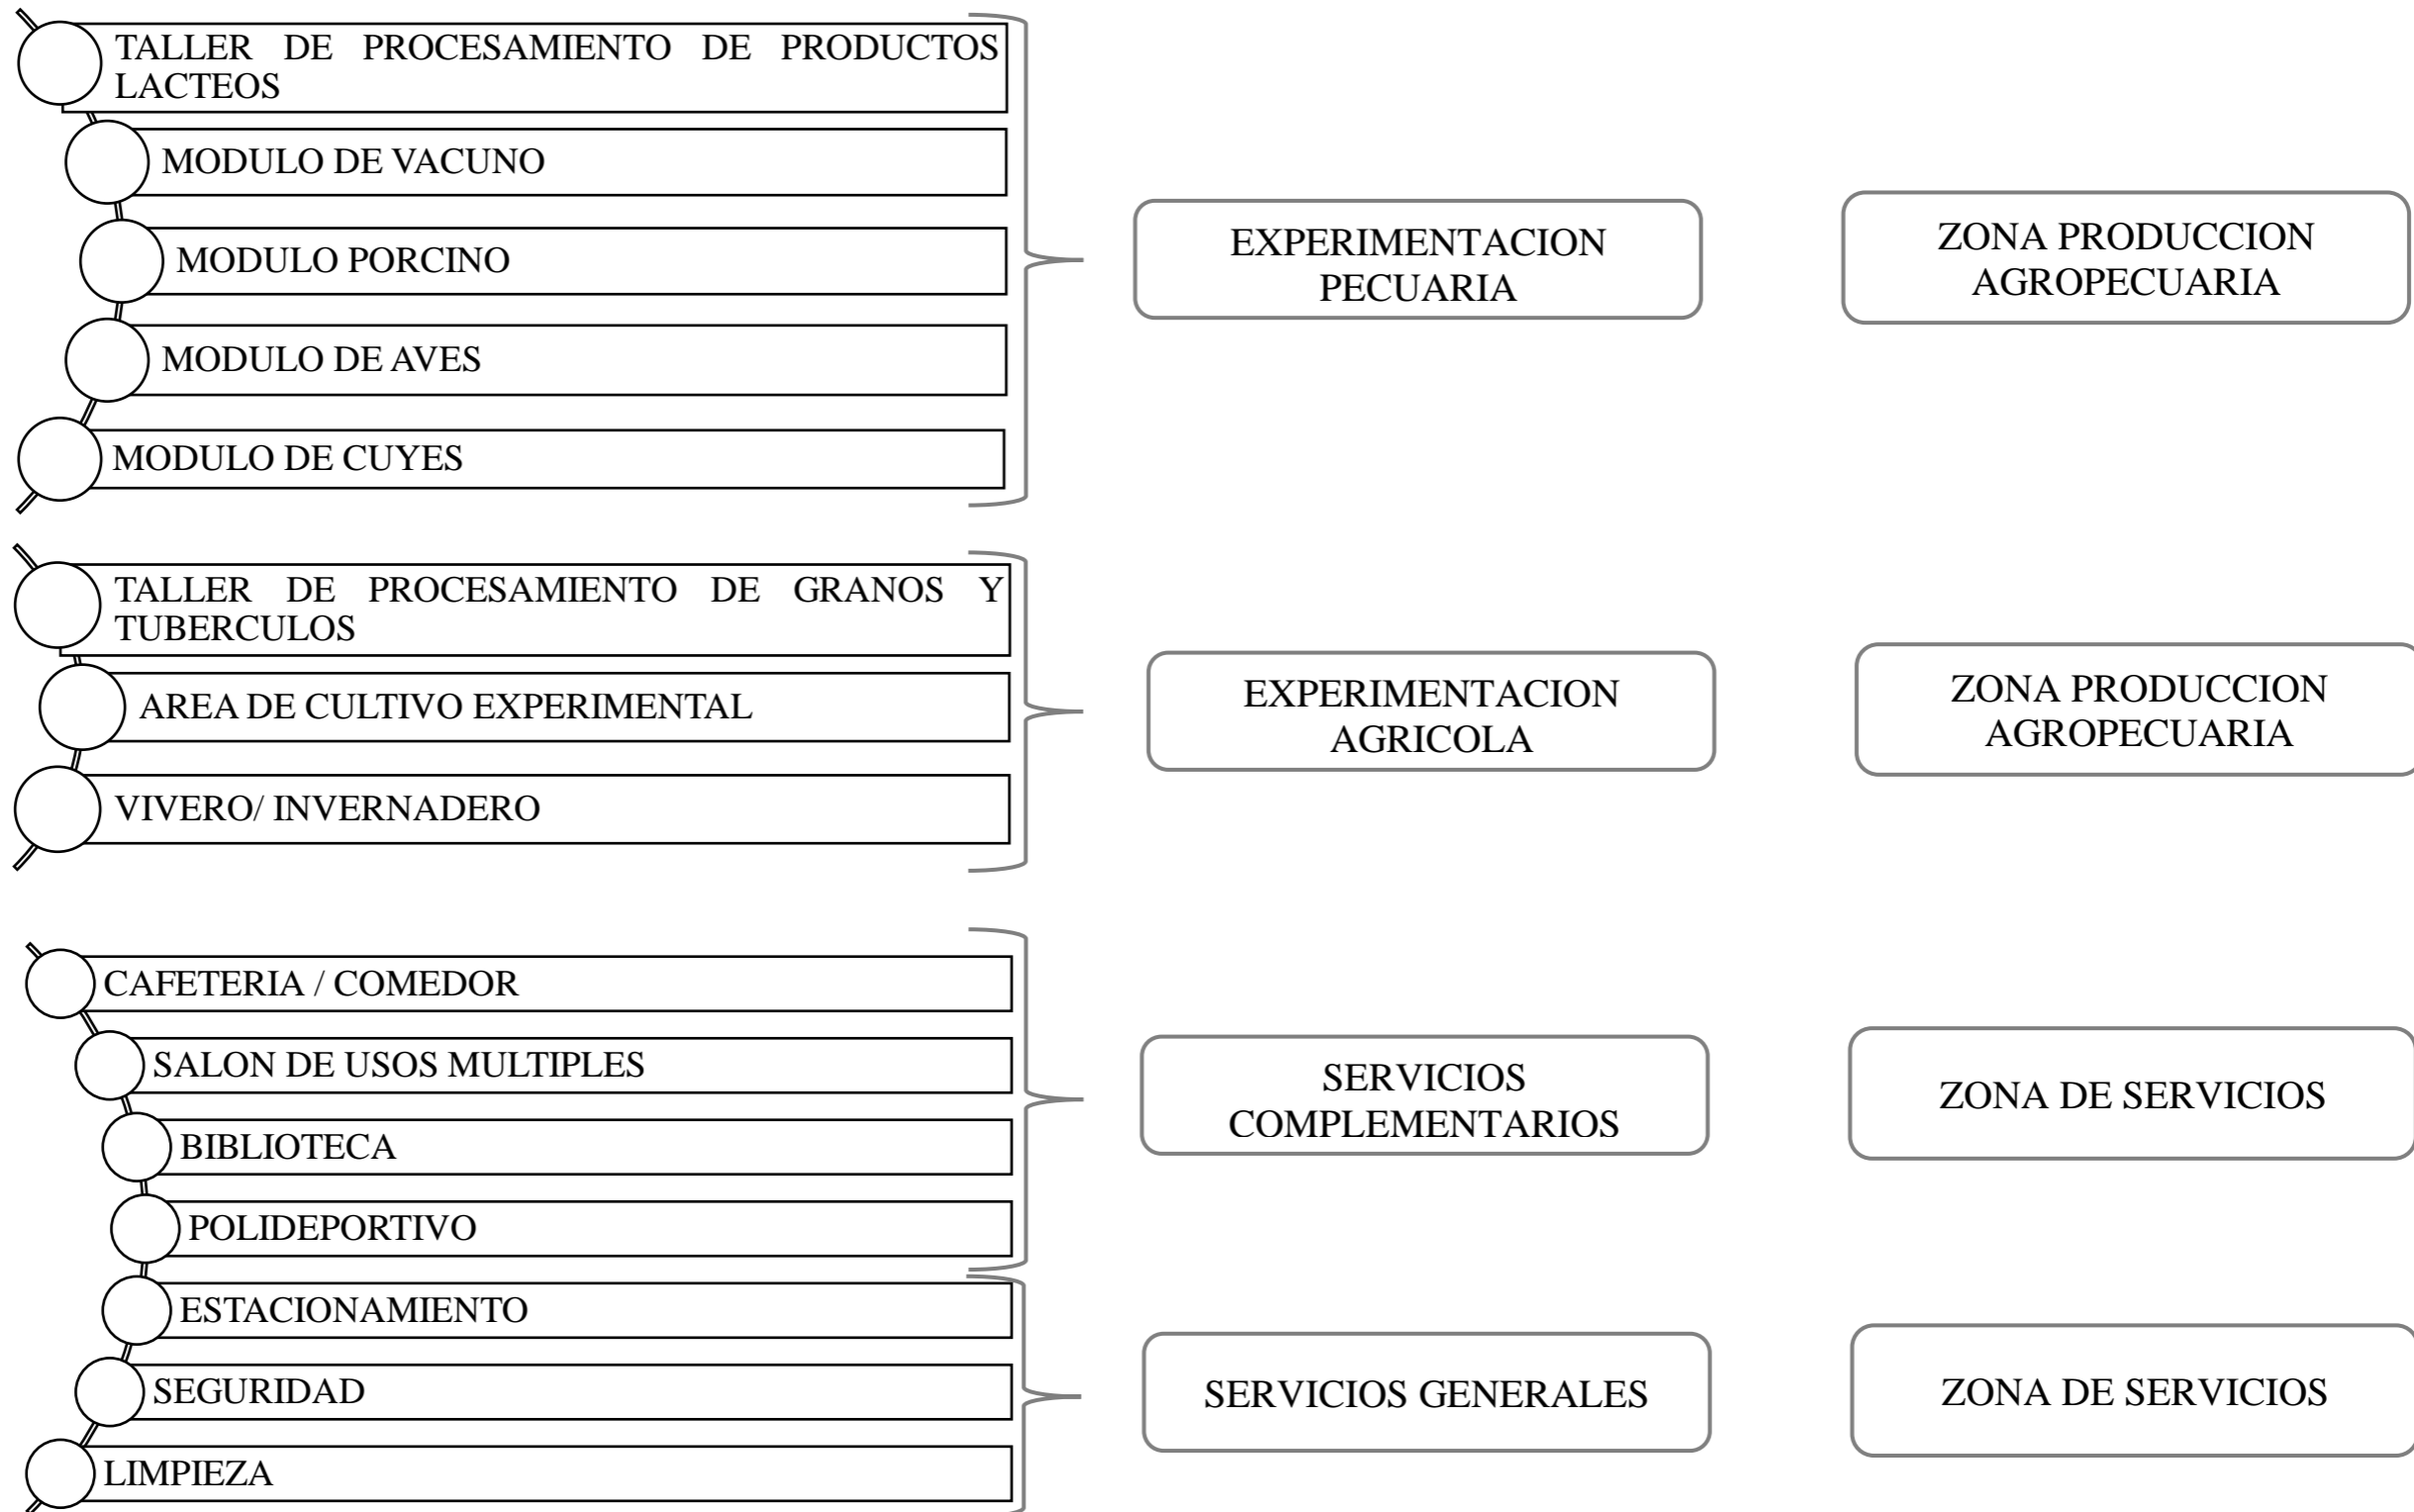 TALLER DE PROCESAMIENTO DE PRODUCTOS
LACTEOS
MODULO DE VACUNO
MODULO PORCINO
MODULO DE AVES
MODULO DE CUYES
EXPERIMENTACION
PECUARIA
ZONA PRODUCCION
AGROPECUARIA
TALLER DE PROCESAMIENTO DE GRANOS Y
TUBERCULOS
AREA DE CULTIVO EXPERIMENTAL
VIVERO/ INVERNADERO
EXPERIMENTACION
AGRICOLA
ZONA PRODUCCION
AGROPECUARIA
CAFETERIA / COMEDOR
SALON DE USOS MULTIPLES
BIBLIOTECA
POLIDEPORTIVO
SERVICIOS
COMPLEMENTARIOS
ZONA DE SERVICIOS
ESTACIONAMIENTO
SEGURIDAD
LIMPIEZA
SERVICIOS GENERALES
ZONA DE SERVICIOS